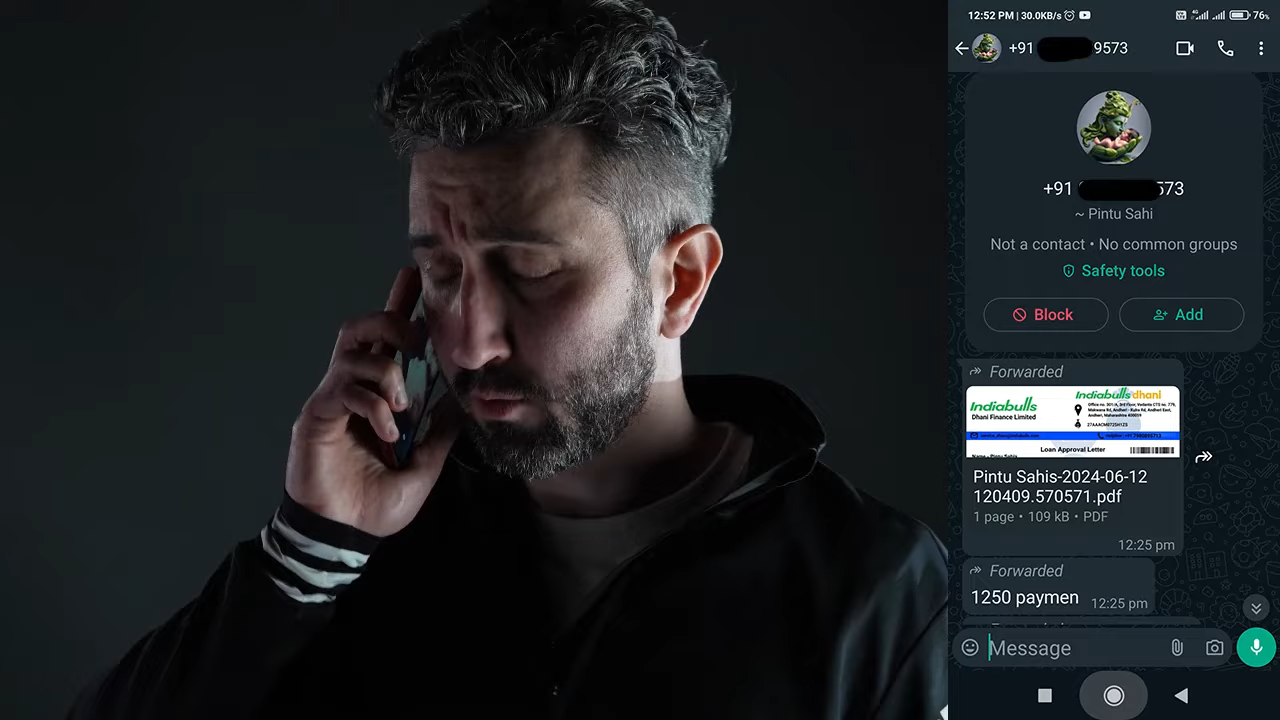 12:52 PM | 30.0KB/s
4G
76%
+91 9573
+91 573
~ Pintu Sahi
Not a contact • No common groups
Safety tools
Block
Add
Forwarded
Indiabulls
Dhani Finance Limited
Indiabulls dhani
Loan Approval Letter
Pintu Sahis-2024-06-12
120409.570571.pdf
1 page • 109 kB • PDF
12:25 pm
Forwarded
1250 paymen 12:25 pm
Message